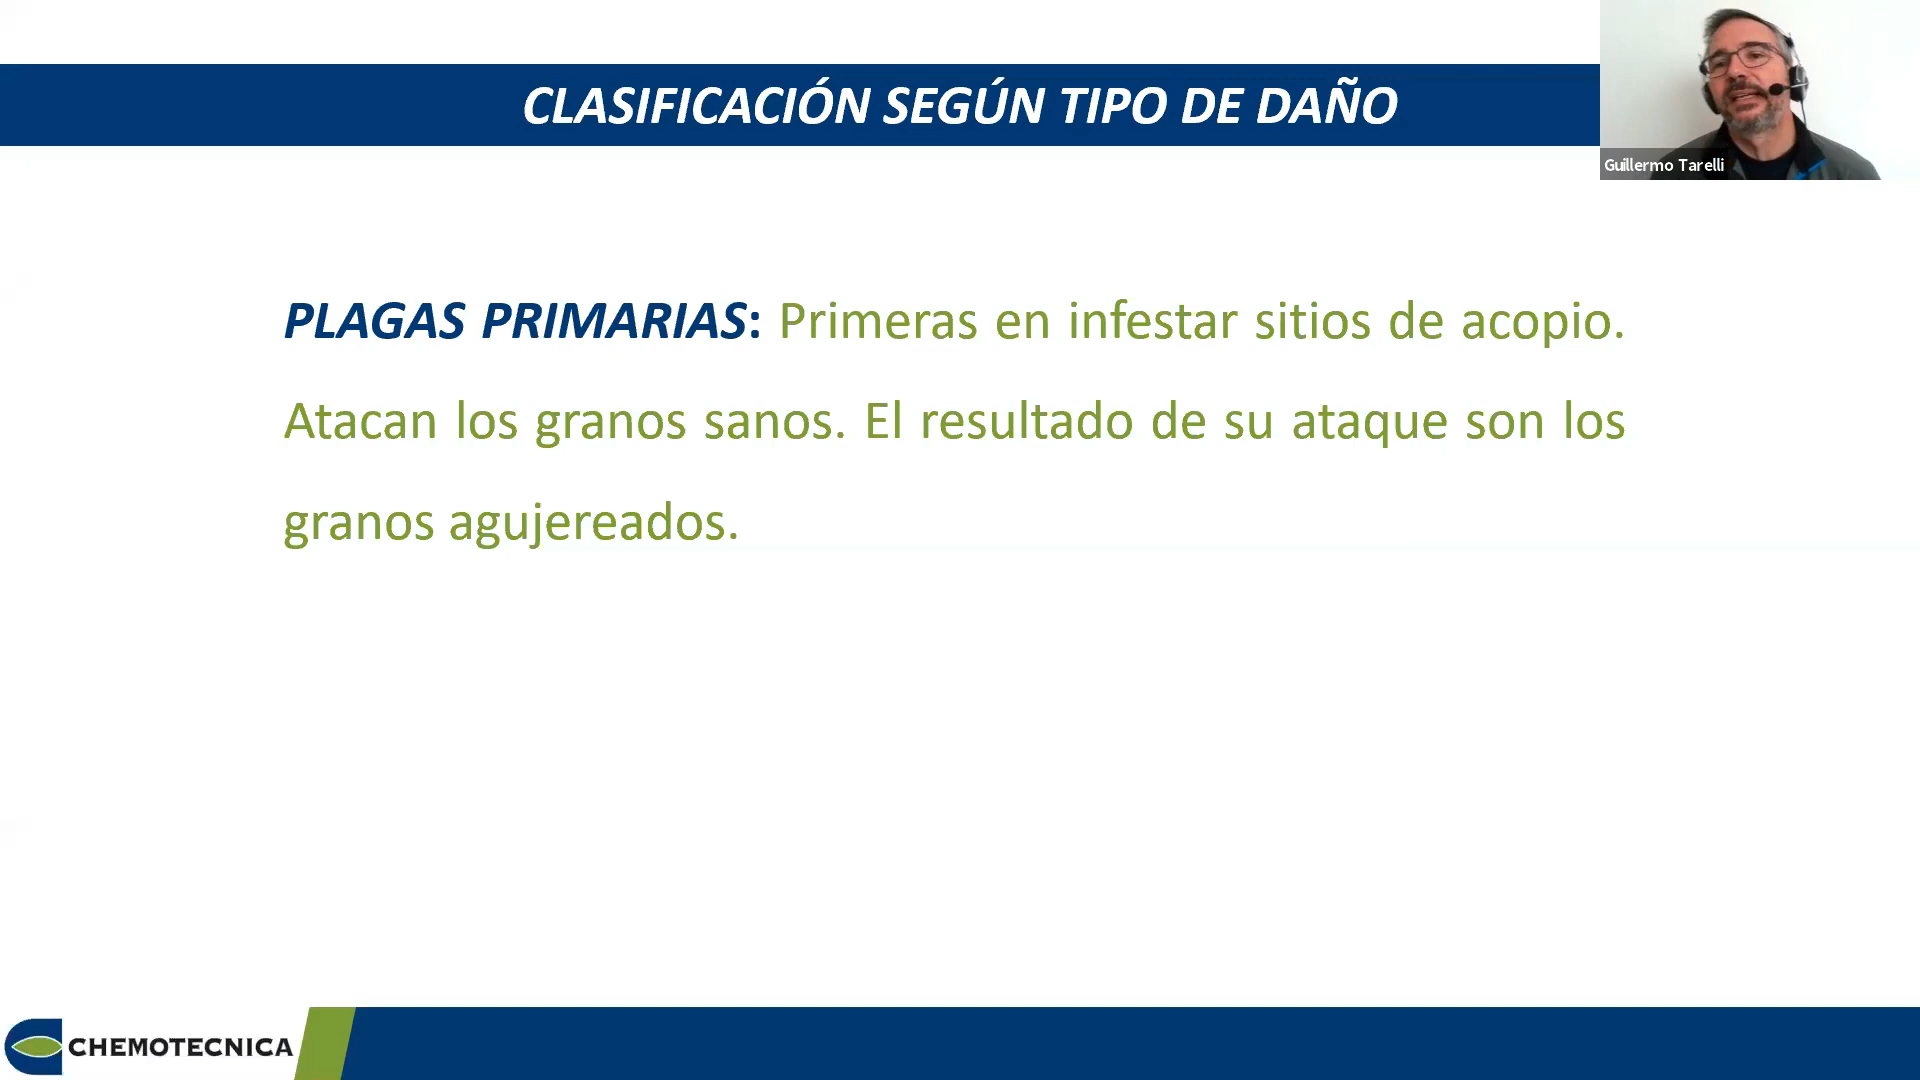 CLASIFICACIÓN SEGÚN TIPO DE DAÑO
Guillermo Tarelli
PLAGAS PRIMARIAS: Primeras en infestar sitios de acopio.
Atacan los granos sanos. El resultado de su ataque son los
granos agujereados.
CHEMOTECNICA